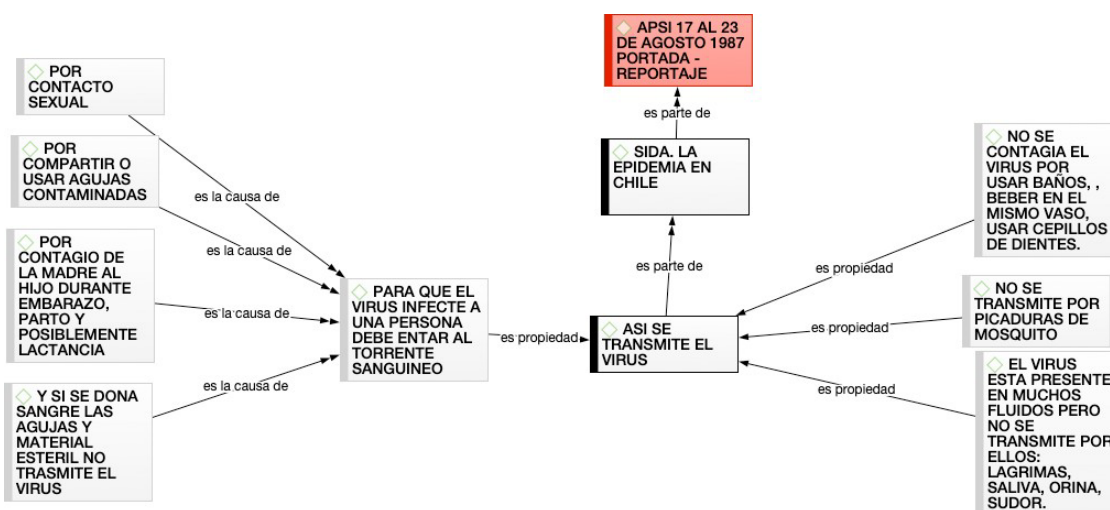 APSI 17 AL 23
DE AGOSTO 1987
PORTADA -
REPORTAJE
es parte de
SIDA. LA
EPIDEMIA EN
CHILE
es parte de
POR
CONTACTO
SEXUAL
es la causa de
POR
COMPARTIR O
USAR AGUJAS
CONTAMINADAS
es la causa de
POR
CONTAGIO DE
LA MADRE AL
HIJO DURANTE
EMBARAZO,
PARTO Y
POSIBLEMENTE
LACTANCIA
es la causa de
Y SI SE DONA
SANGRE LAS
AGUJAS Y
MATERIAL
ESTERIL NO
TRASMITE EL
VIRUS
es la causa de
PARA QUE EL
VIRUS INFECTE A
UNA PERSONA
DEBE ENTAR AL
TORRENTE
SANGUINEO
es propiedad
ASI SE
TRANSMITE EL
VIRUS
es propiedad
NO SE
CONTAGIA EL
VIRUS POR
USAR BAÑOS, ,
BEBER EN EL
MISMO VASO,
USAR CEPILLOS
DE DIENTES.
es propiedad
NO SE
TRANSMITE POR
PICADURAS DE
MOSQUITO
es propiedad
EL VIRUS
ESTA PRESENTE
EN MUCHOS
FLUIDOS PERO
NO SE
TRANSMITE POR
ELLOS:
LAGRIMAS,
SALIVA, ORINA,
SUDOR.